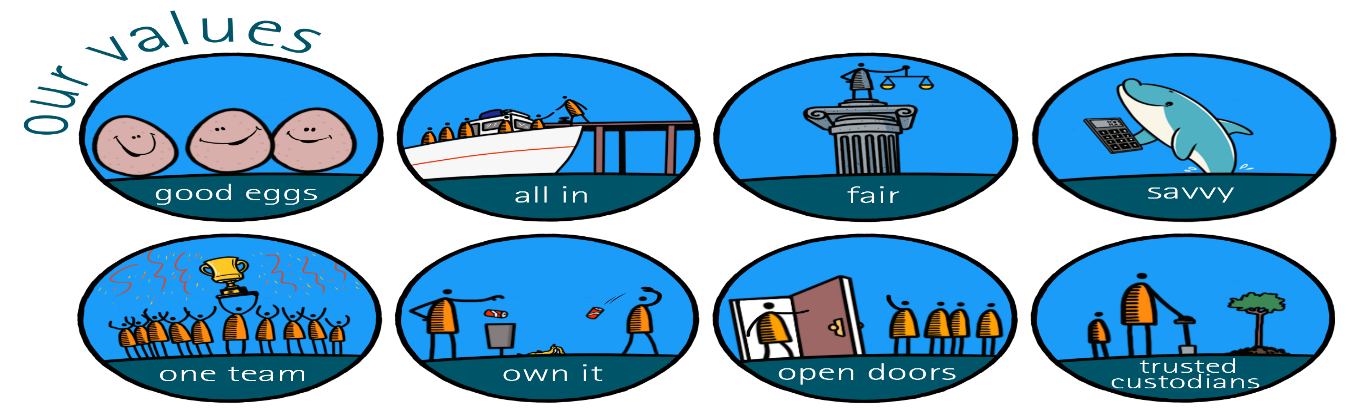 our values
good eggs
all in
fair
savvy
one team
own it
open doors
trusted
custodians